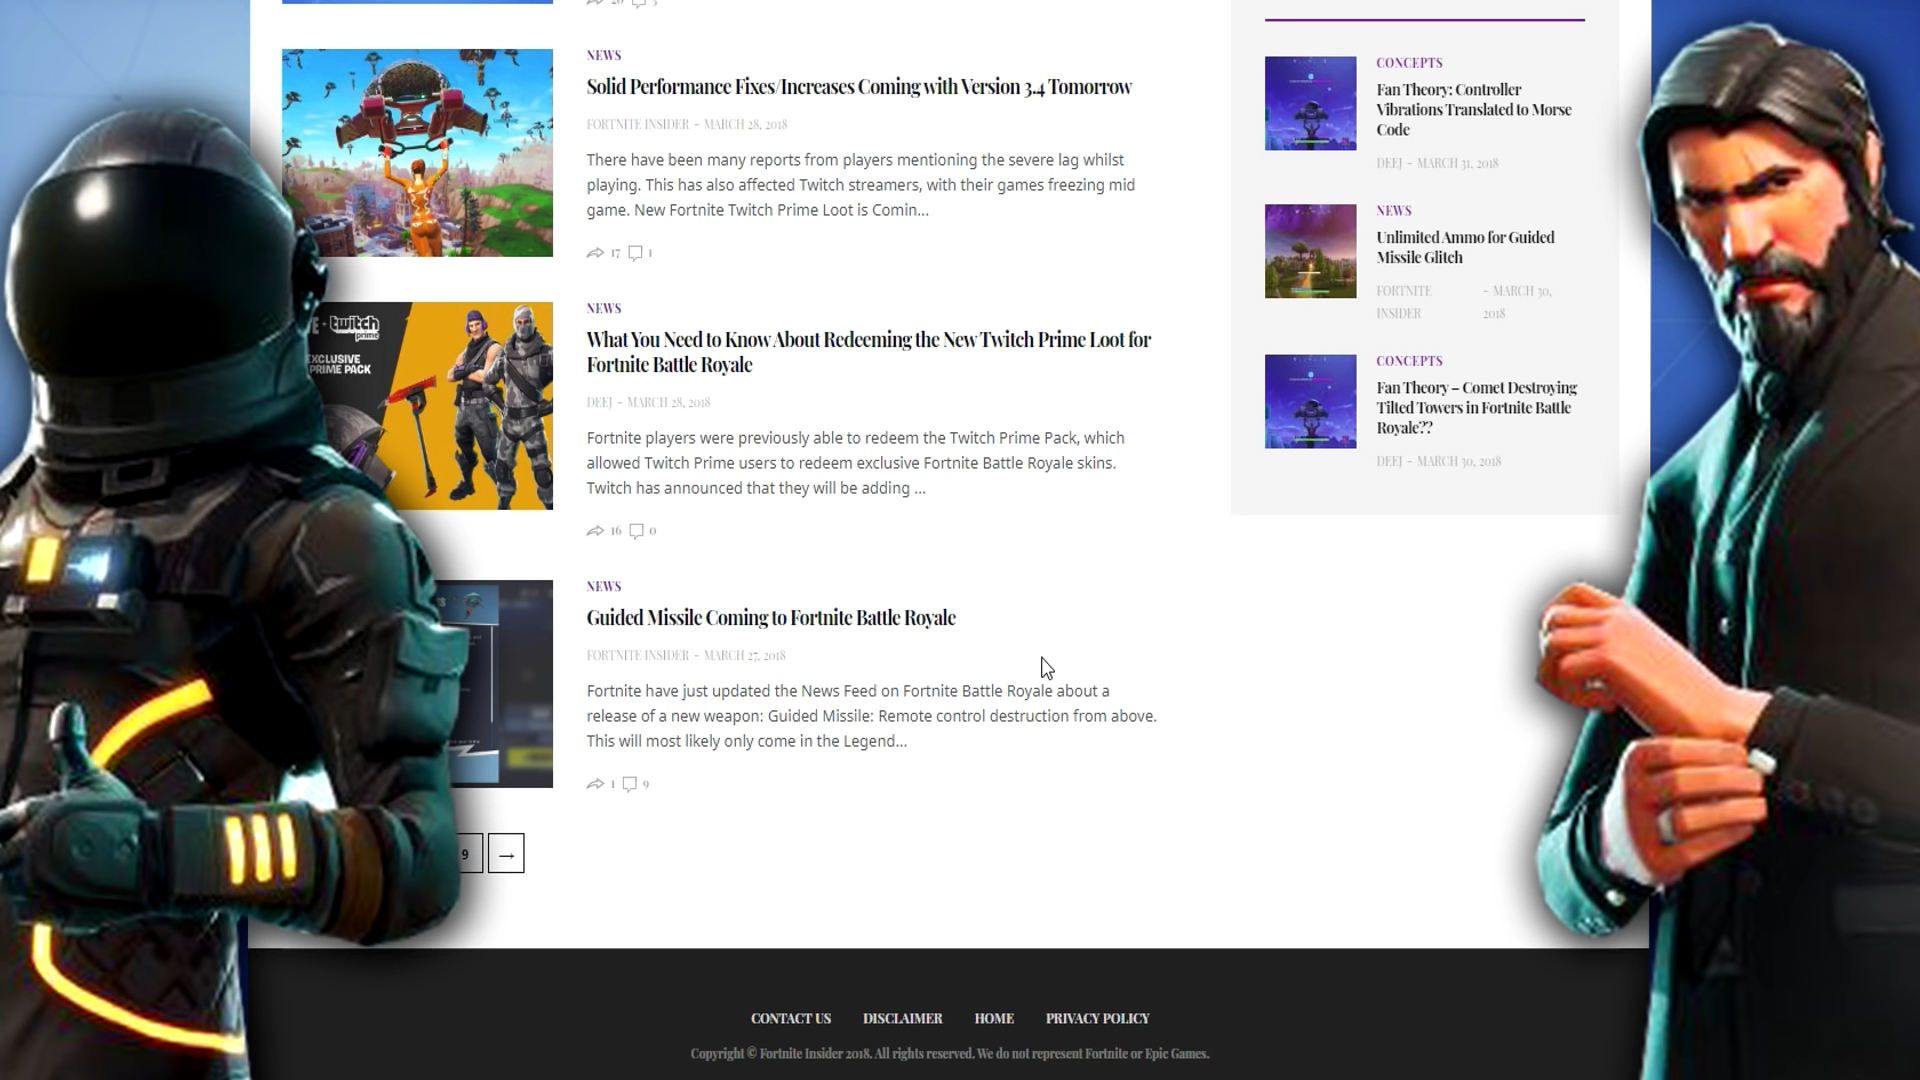 NEWS
Solid Performance Fixes/Increases Coming with Version 3.4 Tomorrow
FORTNITE INSIDER - MARCH 28, 2018
There have been many reports from players mentioning the severe lag whilst
playing. This has also affected Twitch streamers, with their games freezing mid
game. New Fortnite Twitch Prime Loot is Comin...
17 1
twitch
prime
EXCLUSIVE
PRIME PACK
NEWS
What You Need to Know About Redeeming the New Twitch Prime Loot for
Fortnite Battle Royale
DEEJ - MARCH 28, 2018
Fortnite players were previously able to redeem the Twitch Prime Pack, which
allowed Twitch Prime users to redeem exclusive Fortnite Battle Royale skins.
Twitch has announced that they will be adding ...
16 0
NEWS
Guided Missile Coming to Fortnite Battle Royale
FORTNITE INSIDER - MARCH 27, 2018
Fortnite have just updated the News Feed on Fortnite Battle Royale about a
release of a new weapon: Guided Missile: Remote control destruction from above.
This will most likely only come in the Legend...
1 9
9 →
CONCEPTS
Fan Theory: Controller
Vibrations Translated to Morse
Code
DEEJ - MARCH 31, 2018
NEWS
Unlimited Ammo for Guided
Missile Glitch
FORTNITE - MARCH 30,
INSIDER 2018
CONCEPTS
Fan Theory – Comet Destroying
Tilted Towers in Fortnite Battle
Royale??
DEEJ - MARCH 30, 2018
CONTACT US DISCLAIMER HOME PRIVACY POLICY
Copyright © Fortnite Insider 2018. All rights reserved. We do not represent Fortnite or Epic Games.